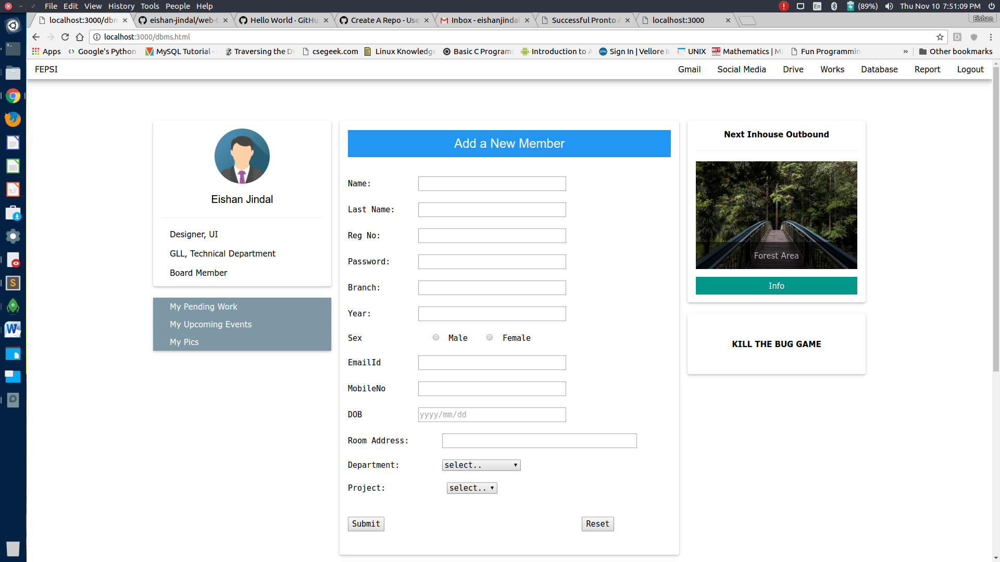 File Edit View History Tools People Help
En (89%) Thu Nov 10 7:51:09 PM
localhost:3000/dbm
eishan-jindal/web-t
Hello World · GitHu
Create A Repo - Use
Inbox - eishanjindal
Successful Pronto A
localhost:3000
Eishan
localhost:3000/dbms.html
Apps
Google's Python
MySQL Tutorial -
Traversing the DO
csegeek.com
Linux Knowledge
Basic C Programs
Introduction to A
Sign In | Vellore I
UNIX
Mathematics | MI
Fun Programmin
» Other bookmarks
FEPSI
Gmail Social Media Drive Works Database Report Logout
Eishan Jindal
Designer, UI
GLL, Technical Department
Board Member
My Pending Work
My Upcoming Events
My Pics
Add a New Member
Name:
Last Name:
Reg No:
Password:
Branch:
Year:
Sex Male Female
EmailId
MobileNo
DOB yyyy/mm/dd
Room Address:
Department: select..
Project: select..
Submit Reset
Next Inhouse Outbound
Forest Area
Info
KILL THE BUG GAME